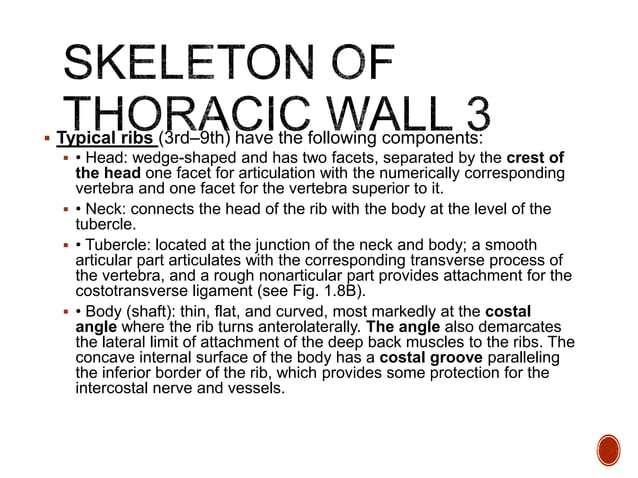 SKELETON OF
THORACIC WALL 3
▪ Typical ribs (3rd–9th) have the following components:
▪ • Head: wedge-shaped and has two facets, separated by the crest of
the head one facet for articulation with the numerically corresponding
vertebra and one facet for the vertebra superior to it.
▪ • Neck: connects the head of the rib with the body at the level of the
tubercle.
▪ • Tubercle: located at the junction of the neck and body; a smooth
articular part articulates with the corresponding transverse process of
the vertebra, and a rough nonarticular part provides attachment for the
costotransverse ligament (see Fig. 1.8B).
▪ • Body (shaft): thin, flat, and curved, most markedly at the costal
angle where the rib turns anterolaterally. The angle also demarcates
the lateral limit of attachment of the deep back muscles to the ribs. The
concave internal surface of the body has a costal groove paralleling
the inferior border of the rib, which provides some protection for the
intercostal nerve and vessels.